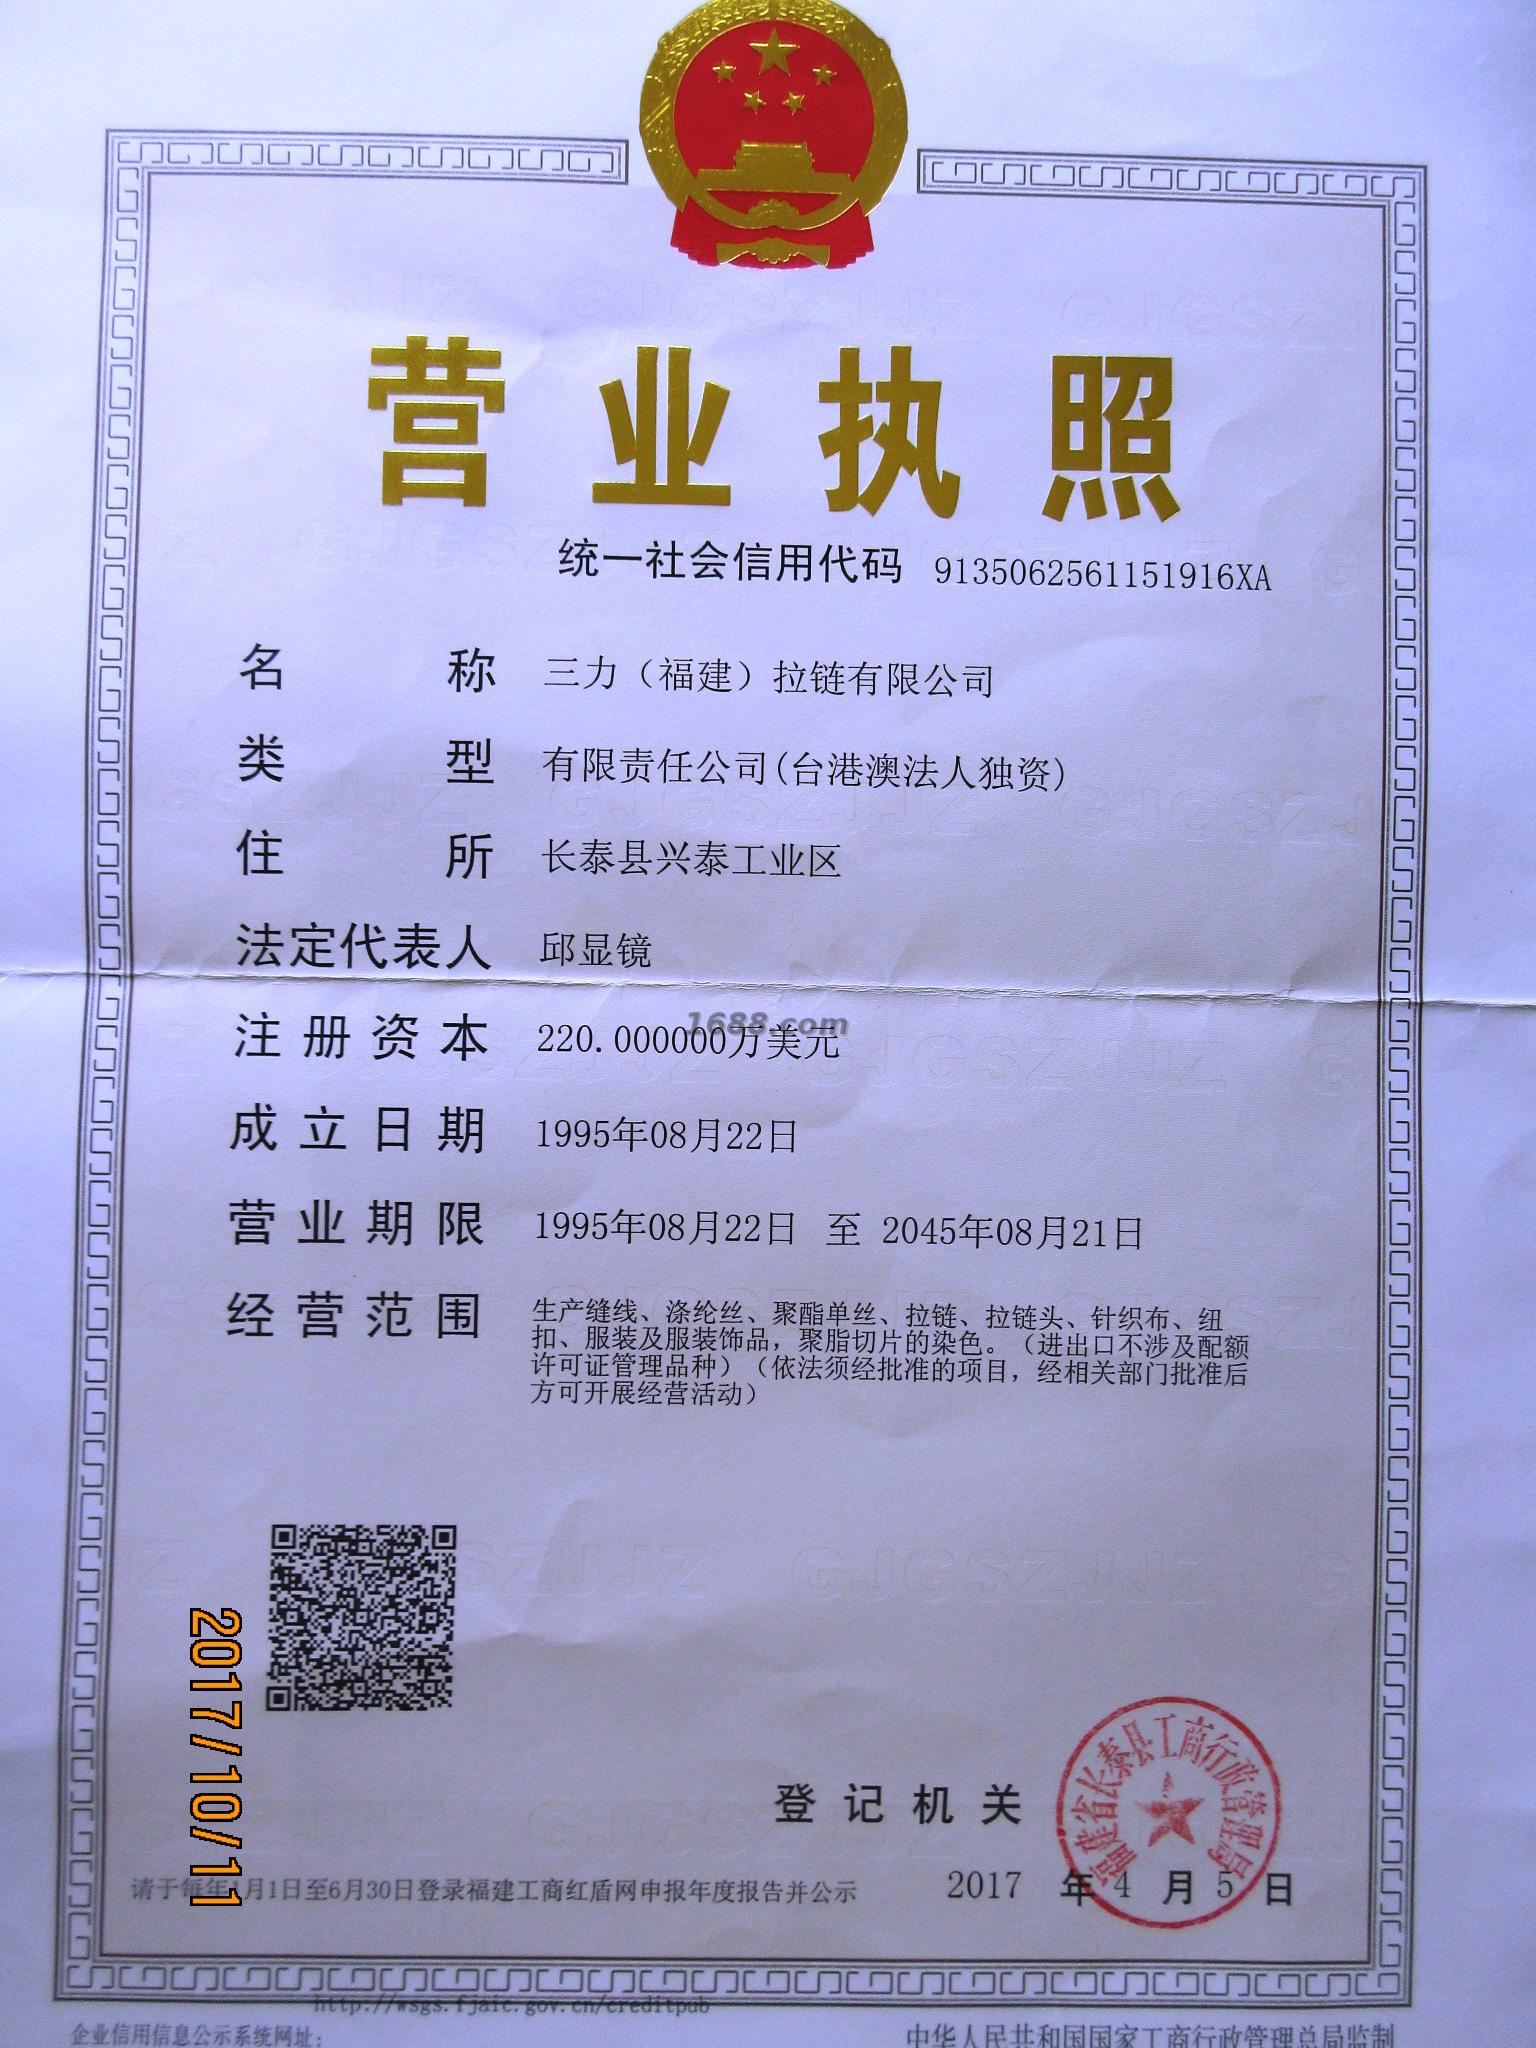 营业执照
统一社会信用代码 9135062561151916XA
名称 三力（福建）拉链有限公司
类型 有限责任公司(台港澳法人独资)
住所 长泰县兴泰工业区
法定代表人 邱显镜
注册资本 220.000000万美元
1688.com
成立日期 1995年08月22日
营业期限 1995年08月22日 至 2045年08月21日
经营范围 生产缝线、涤纶丝、聚酯单丝、拉链、拉链头、针织布、纽
扣、服装及服装饰品，聚脂切片的染色。（进出口不涉及配额
许可证管理品种）（依法须经批准的项目，经相关部门批准后
方可开展经营活动）
2017/10/11
登记机关
福建省长泰县工商行政管理局
2017 年 4 月 5 日
请于每年1月1日至6月30日登录福建工商红盾网申报年度报告并公示
http://wsgs.fjaic.gov.cn/creditpub
企业信用信息公示系统网址：
中华人民共和国国家工商行政管理总局监制